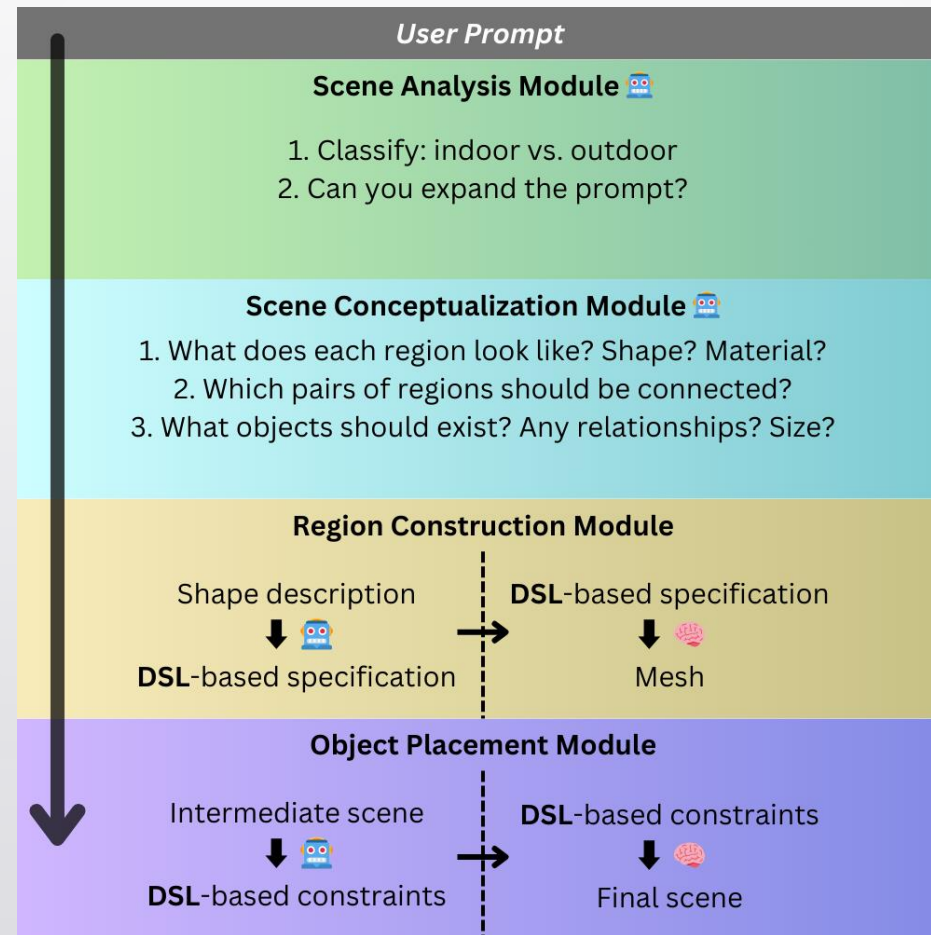 User Prompt
Scene Analysis Module
1. Classify: indoor vs. outdoor
2. Can you expand the prompt?
Scene Conceptualization Module
1. What does each region look like? Shape? Material?
2. Which pairs of regions should be connected?
3. What objects should exist? Any relationships? Size?
Region Construction Module
Shape description
DSL-based specification
DSL-based specification
Mesh
Object Placement Module
Intermediate scene
DSL-based constraints
DSL-based constraints
Final scene